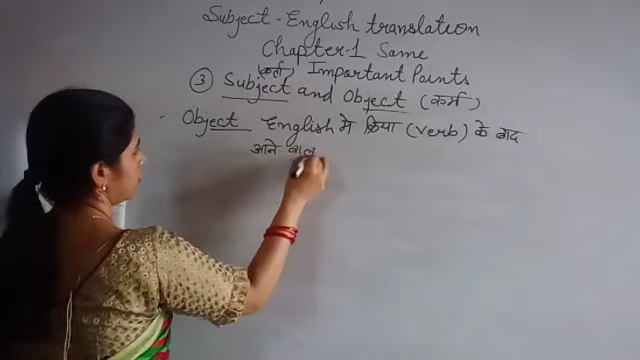 Subject - English translation
Chapter-1 Same
(कर्ता) Important Points
③ Subject and Object (कर्म)
Object English मे क्रिया (verb) के बाद
आने वाल